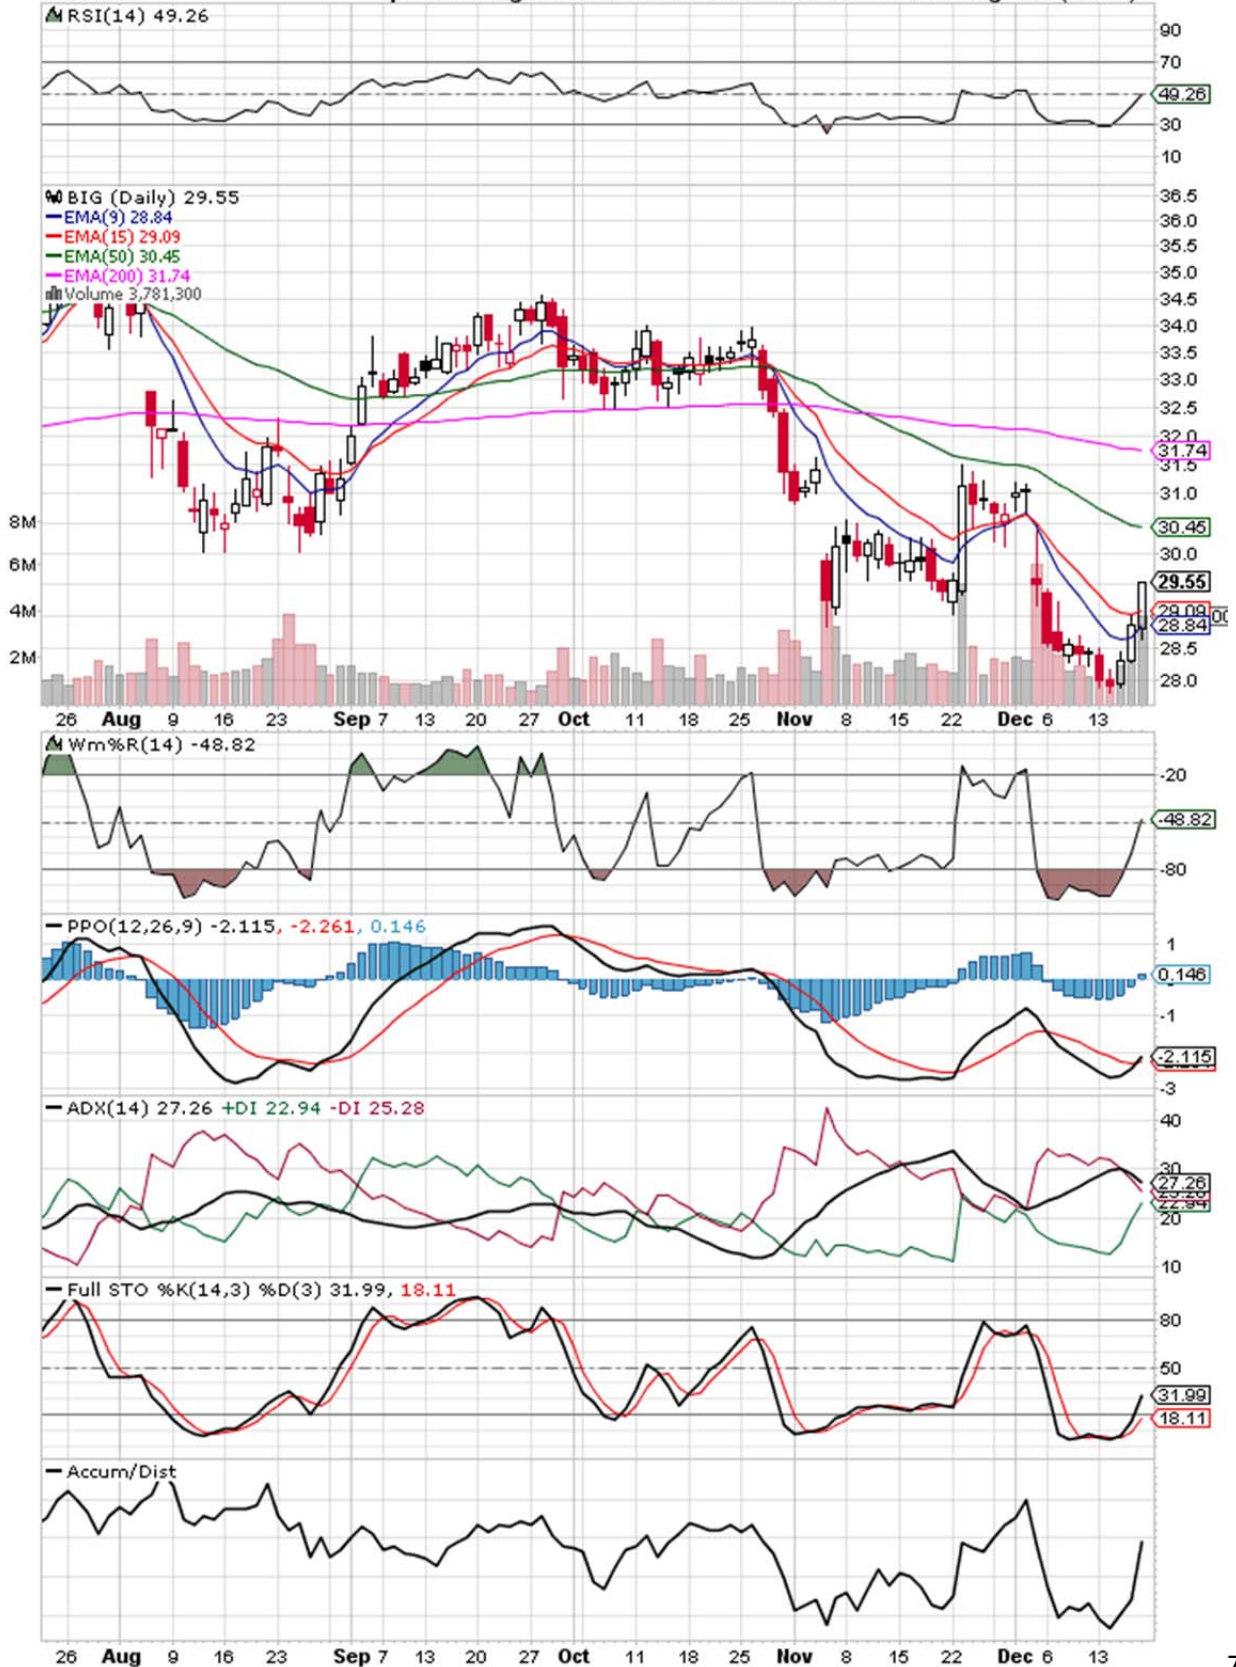 RSI(14) 49.26
90
70
49.26
30
10
BIG (Daily) 29.55
EMA(9) 28.84
EMA(15) 29.09
EMA(50) 30.45
EMA(200) 31.74
Volume 3,781,300
36.5
36.0
35.5
35.0
34.5
34.0
33.5
33.0
32.5
32.0
31.74
31.5
31.0
30.45
30.0
29.55
29.09
28.84
28.5
28.0
8M
6M
4M
2M
26 Aug 9 16 23 Sep 7 13 20 27 Oct 11 18 25 Nov 8 15 22 Dec 6 13
Wm%R(14) -48.82
-20
-48.82
-80
PPO(12,26,9) -2.115, -2.261, 0.146
1
0.146
-1
-2.115
-3
ADX(14) 27.26 +DI 22.94 -DI 25.28
40
30
27.26
25.28
22.94
20
10
Full STO %K(14,3) %D(3) 31.99, 18.11
80
50
31.99
18.11
Accum/Dist
26 Aug 9 16 23 Sep 7 13 20 27 Oct 11 18 25 Nov 8 15 22 Dec 6 13